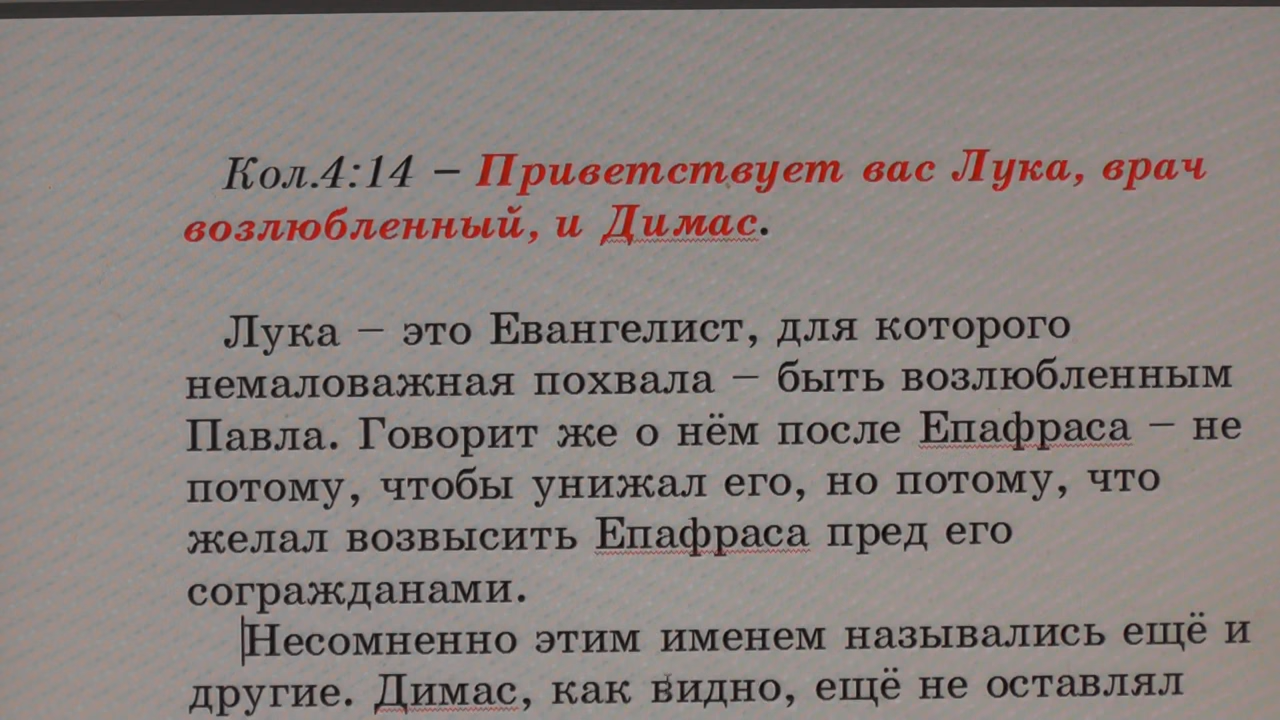 Кол.4:14 – Приветствует вас Лука, врач
возлюбленный, и Димас.
Лука – это Евангелист, для которого
немаловажная похвала – быть возлюбленным
Павла. Говорит же о нём после Епафраса – не
потому, чтобы унижал его, но потому, что
желал возвысить Епафраса пред его
согражданами.
Несомненно этим именем назывались ещё и
другие. Димас, как видно, ещё не оставлял